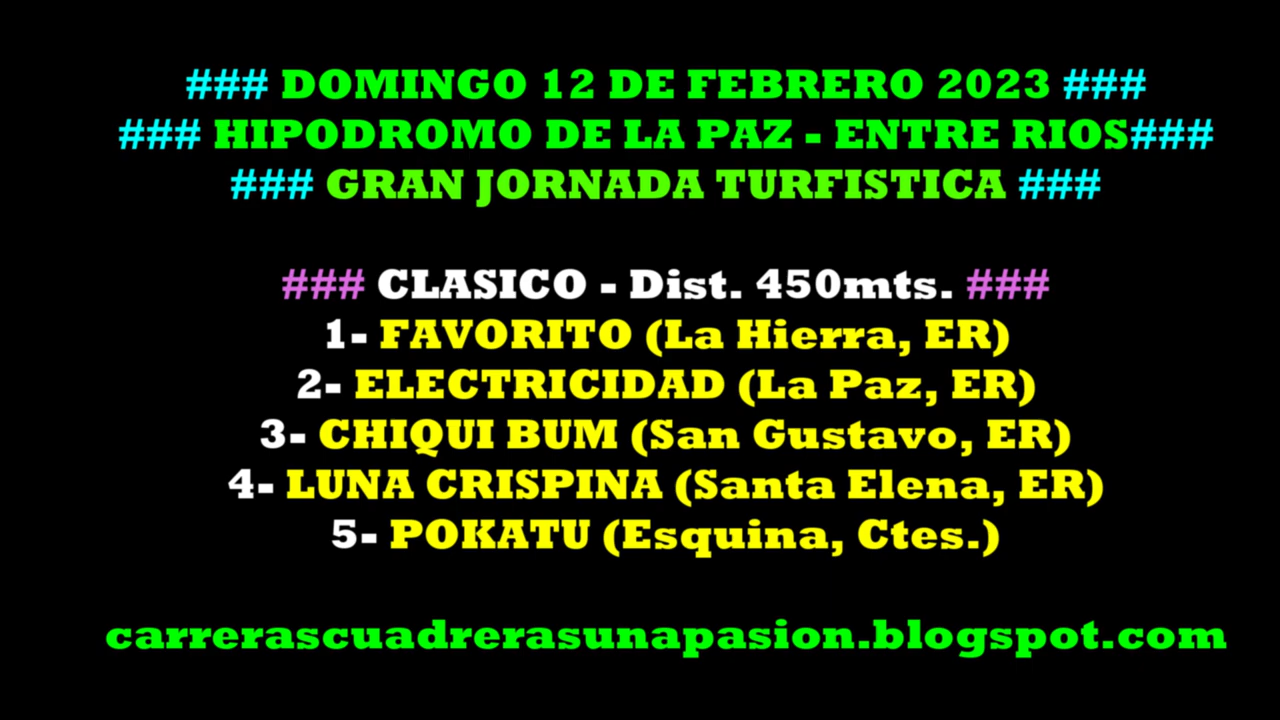 ### DOMINGO 12 DE FEBRERO 2023 ###
### HIPODROMO DE LA PAZ - ENTRE RIOS###
### GRAN JORNADA TURFISTICA ###
### CLASICO - Dist. 450mts. ###
1- FAVORITO (La Hierra, ER)
2- ELECTRICIDAD (La Paz, ER)
3- CHIQUI BUM (San Gustavo, ER)
4- LUNA CRISPINA (Santa Elena, ER)
5- POKATU (Esquina, Ctes.)
carrerascuadrerasunapasion.blogspot.com